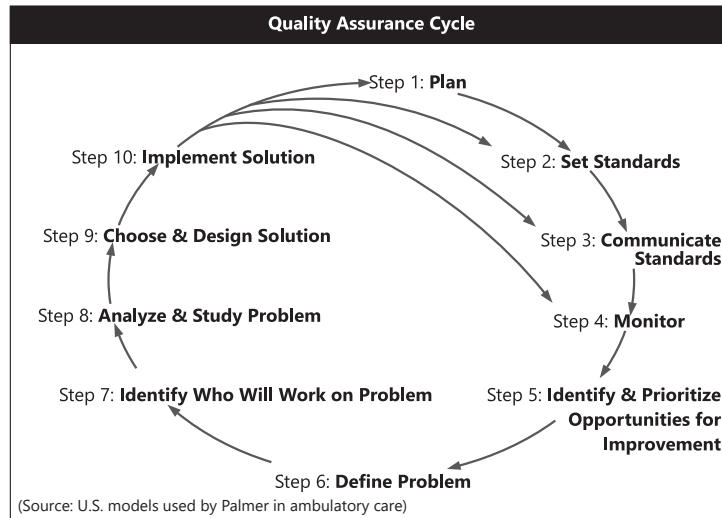 Quality Assurance Cycle
Step 1: Plan
Step 2: Set Standards
Step 3: Communicate
Standards
Step 4: Monitor
Step 5: Identify & Prioritize
Opportunities for
Improvement
Step 6: Define Problem
Step 7: Identify Who Will Work on Problem
Step 8: Analyze & Study Problem
Step 9: Choose & Design Solution
Step 10: Implement Solution
(Source: U.S. models used by Palmer in ambulatory care)